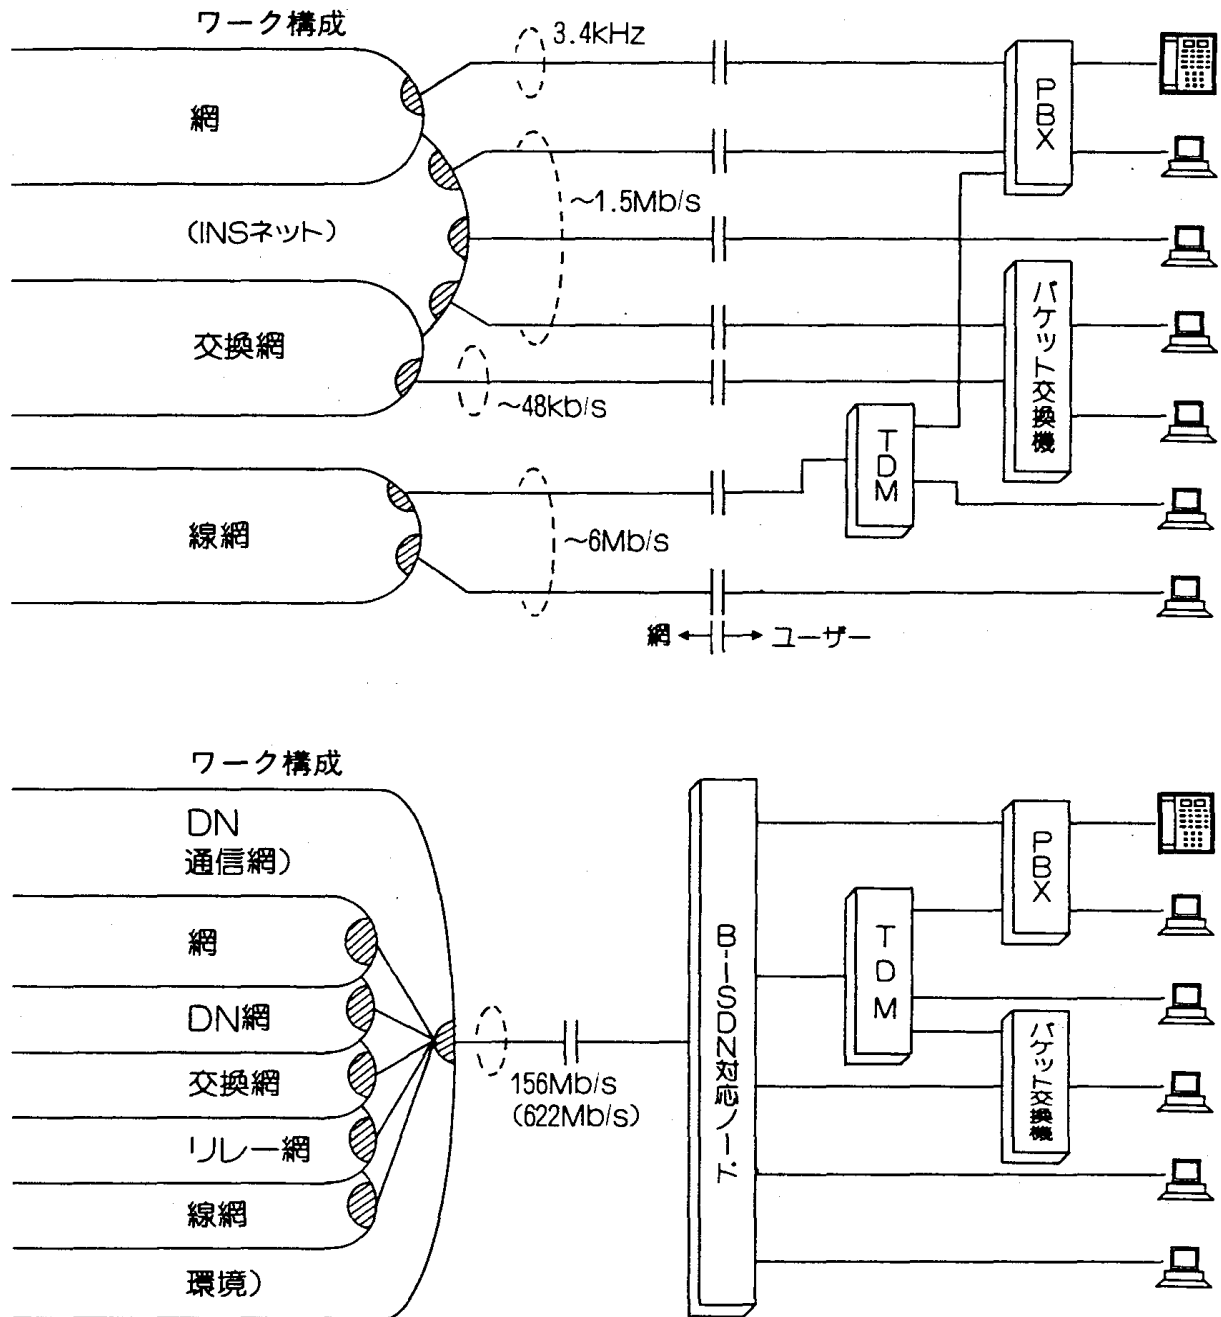 ワーク構成
3.4kHz
網
PBX
~1.5Mb/s
(INSネット)
パケット交換機
交換網
~48kb/s
TDM
線網
~6Mb/s
網 ←→ ユーザー
ワーク構成
DN
通信網)
PBX
網
TDM
B-ISDN対応ノード
DN網
パケット交換機
交換網
156Mb/s
(622Mb/s)
リレー網
線網
環境)